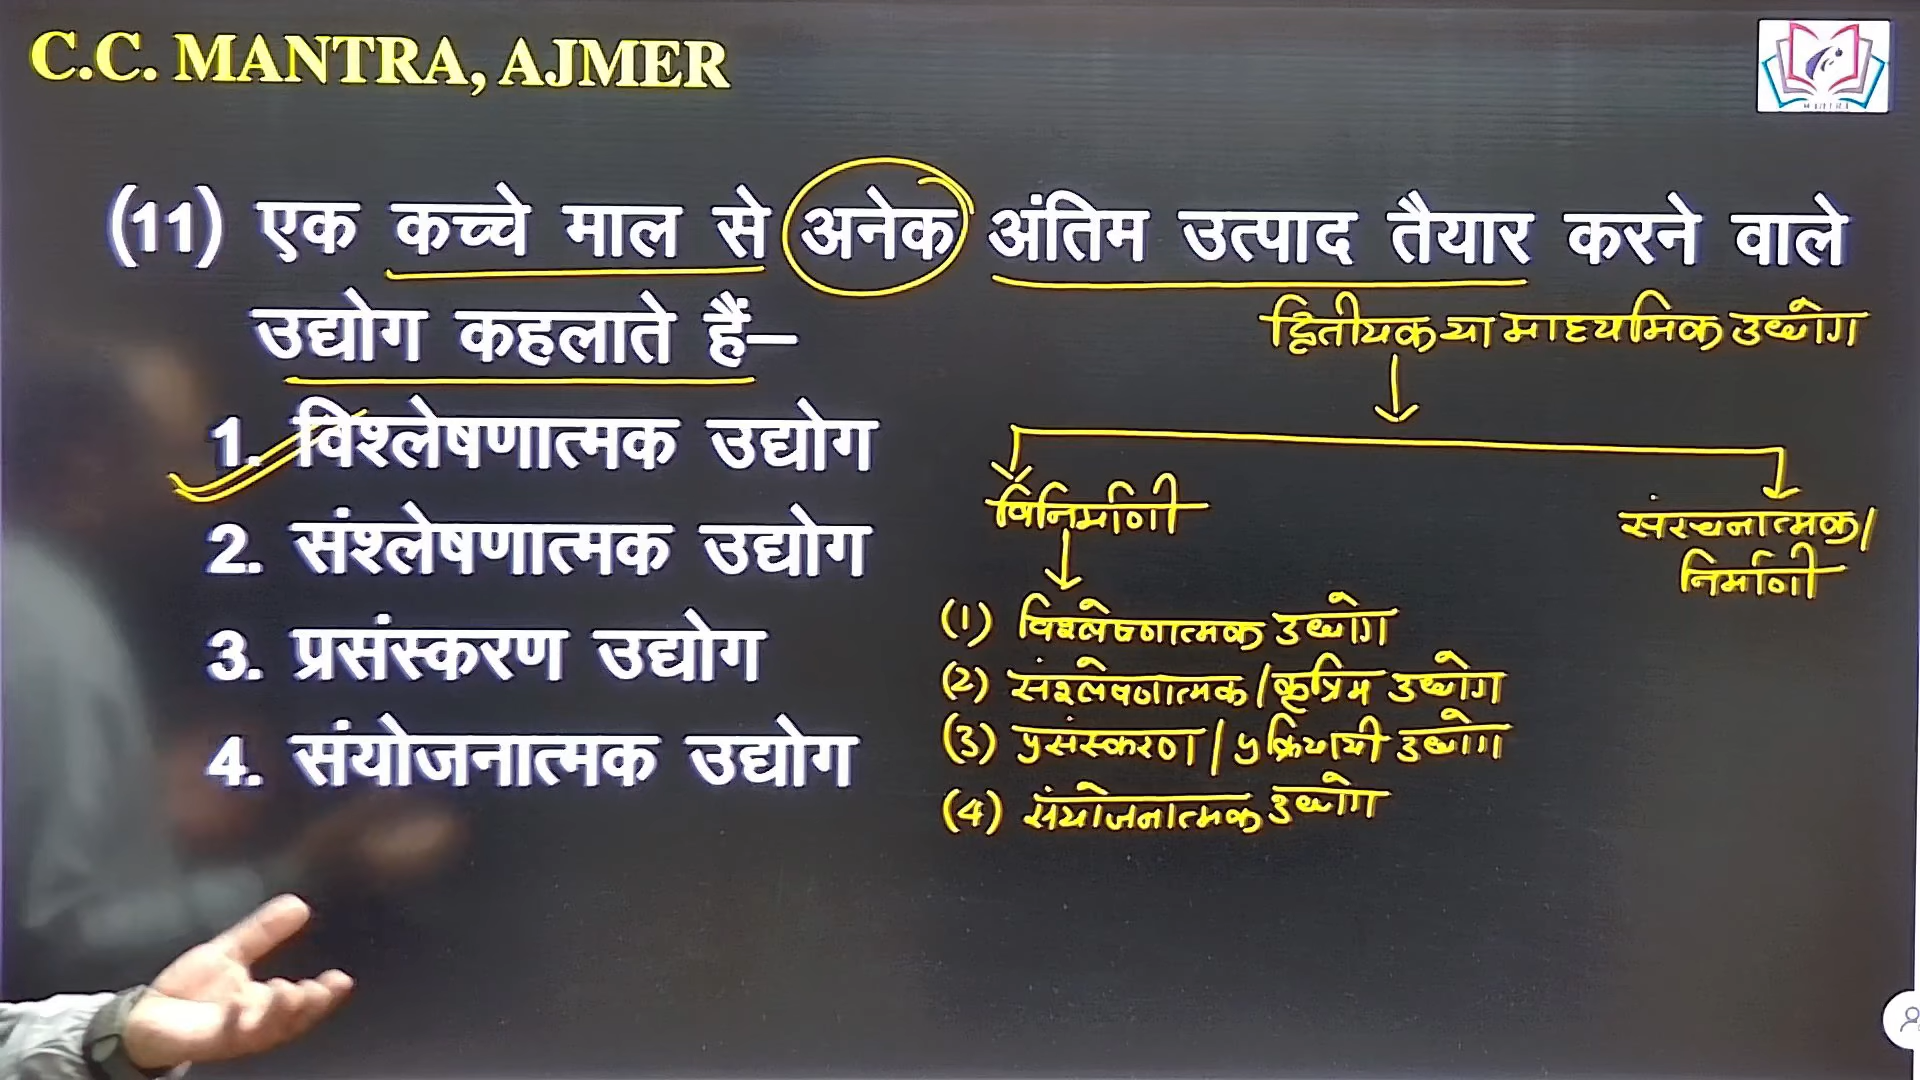 C.C. MANTRA, AJMER
(11) एक कच्चे माल से अनेक अंतिम उत्पाद तैयार करने वाले
उद्योग कहलाते हैं–
1. विश्लेषणात्मक उद्योग
2. संश्लेषणात्मक उद्योग
3. प्रसंस्करण उद्योग
4. संयोजनात्मक उद्योग
द्वितीयक या माध्यमिक उद्योग
विनिर्माणी
संरचनात्मक/
निर्माणी
(1) विश्लेषणात्मक उद्योग
(2) संश्लेषणात्मक/कृत्रिम उद्योग
(3) प्रसंस्करण/प्रक्रियायी उद्योग
(4) संयोजनात्मक उद्योग